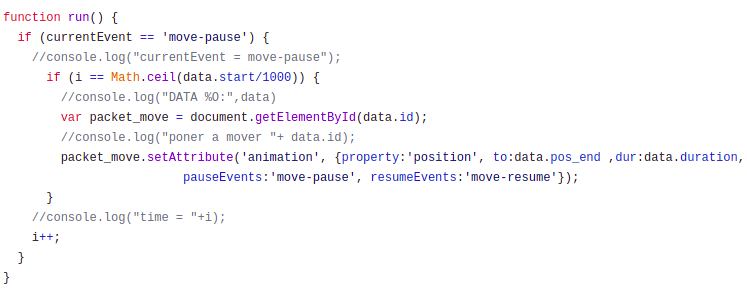 function run() {
  if (currentEvent == 'move-pause') {
    //console.log("currentEvent = move-pause");
      if (i == Math.ceil(data.start/1000)) {
        //console.log("DATA %O:",data)
        var packet_move = document.getElementById(data.id);
        //console.log("poner a mover "+ data.id);
        packet_move.setAttribute('animation', {property:'position', to:data.pos_end ,dur:data.duration,
                         pauseEvents:'move-pause', resumeEvents:'move-resume'});
      }
    //console.log("time = "+i);
    i++;
  }
}